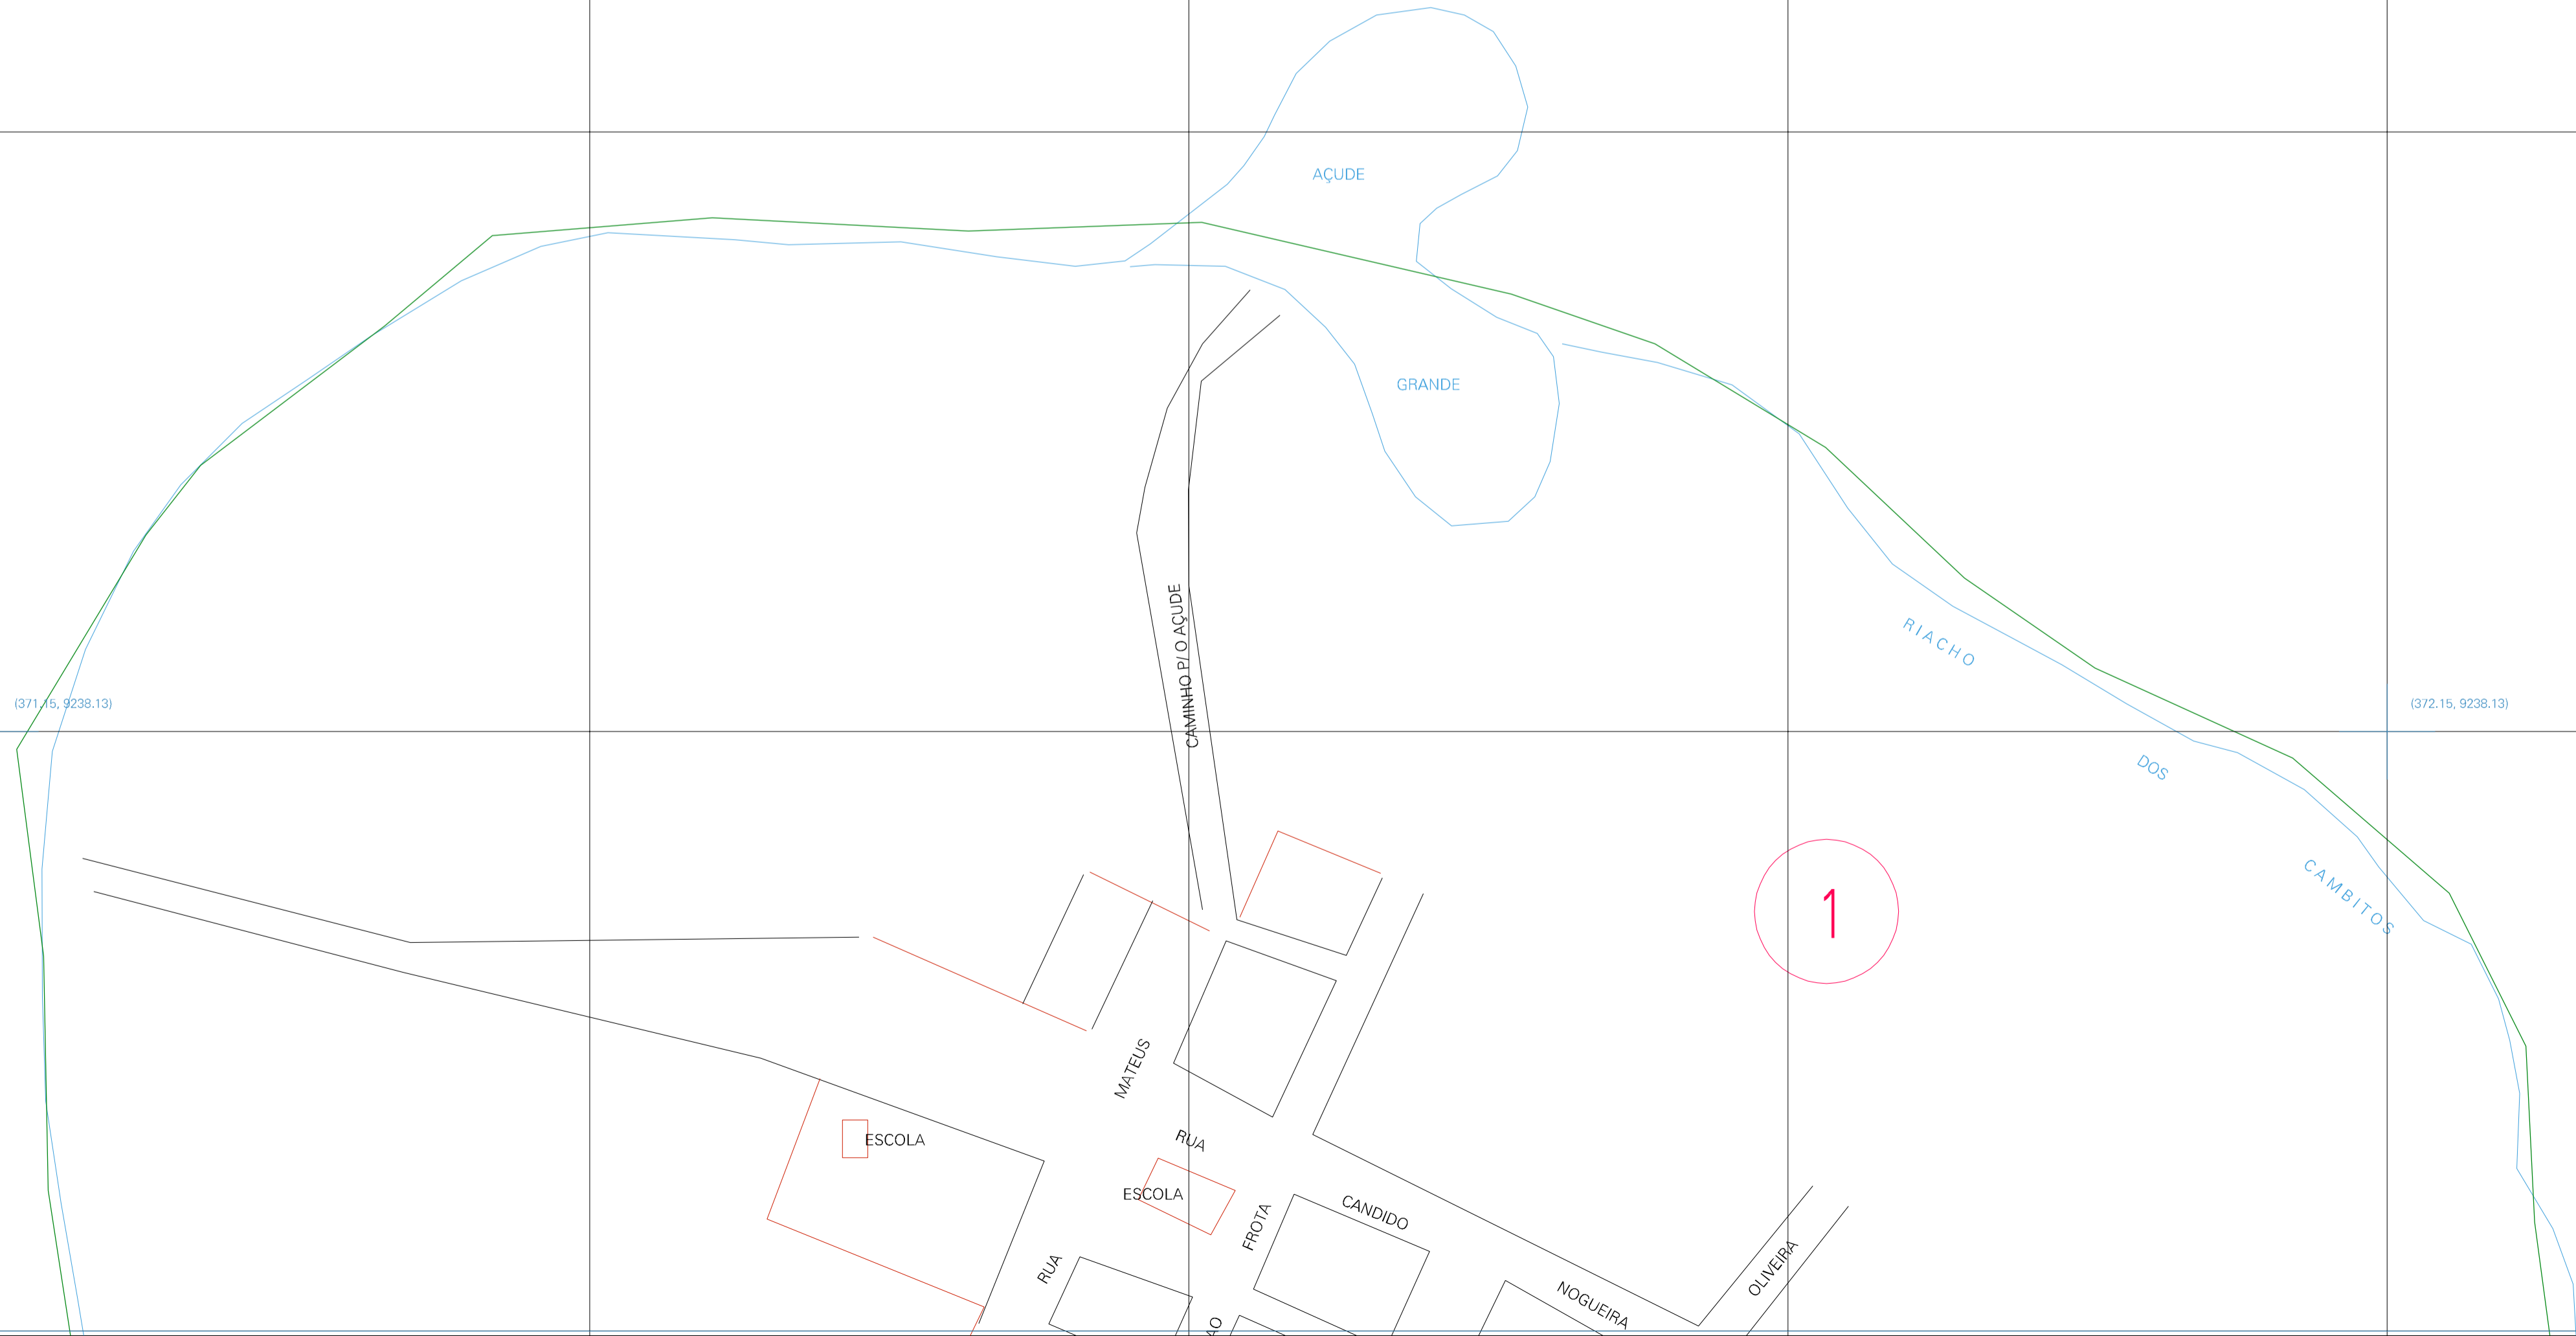 AÇUDE
GRANDE
CAMINHO P/ O AÇUDE
RIACHO
DOS
CAMBITOS
(371.15, 9238.13)
(372.15, 9238.13)
1
MATEUS
RUA
ESCOLA
ESCOLA
CANDIDO
FROTA
RUA
OLIVEIRA
NOGUEIRA
AO